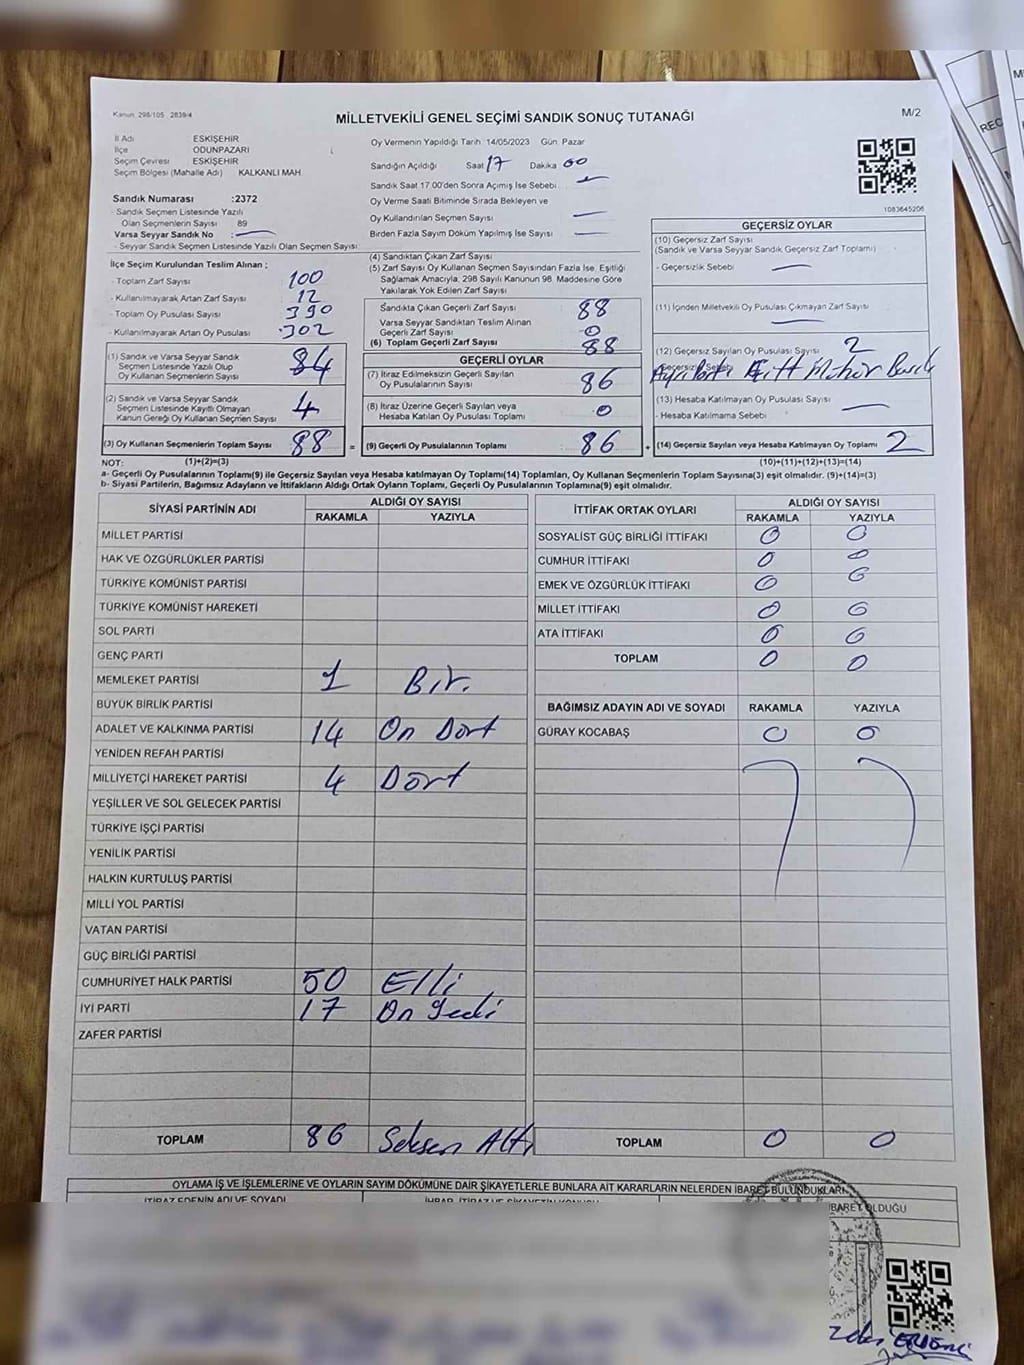 Kanun: 298/105 2839/4
MİLLETVEKİLİ GENEL SEÇİMİ SANDIK SONUÇ TUTANAĞI
M/2
İl Adı ESKİŞEHİR
İlçe ODUNPAZARI
Seçim Çevresi ESKİŞEHİR
Seçim Bölgesi (Mahalle Adı) KALKANLI MAH
Sandık Numarası :2372
- Sandık Seçmen Listesinde Yazılı
Olan Seçmenlerin Sayısı : 89
Varsa Seyyar Sandık No : —
- Seyyar Sandık Seçmen Listesinde Yazılı Olan Seçmen Sayısı:
Oy Vermenin Yapıldığı Tarih: 14/05/2023 Gün: Pazar
Sandığın Açıldığı Saat 17 Dakika 00
Sandık Saat 17.00'den Sonra Açımış İse Sebebi : —
Oy Verme Saati Bitiminde Sırada Bekleyen ve
Oy Kullandırılan Seçmen Sayısı —
Birden Fazla Sayım Döküm Yapılmış İse Sayısı : —
1083645206
İlçe Seçim Kurulundan Teslim Alınan ;
- Toplam Zarf Sayısı : 100
- Kullanılmayarak Artan Zarf Sayısı : 12
- Toplam Oy Pusulası Sayısı : 390
- Kullanılmayarak Artan Oy Pusulası : 302
(4) Sandıktan Çıkan Zarf Sayısı :
(5) Zarf Sayısı Oy Kullanan Seçmen Sayısından Fazla İse, Eşitliği
Sağlamak Amacıyla, 298 Sayılı Kanunun 98. Maddesine Göre
Yakılarak Yok Edilen Zarf Sayısı :
Sandıkta Çıkan Geçerli Zarf Sayısı : 88
Varsa Seyyar Sandıktan Teslim Alınan
Geçerli Zarf Sayısı : 0
(6) Toplam Geçerli Zarf Sayısı : 88
GEÇERSİZ OYLAR
(10) Geçersiz Zarf Sayısı
(Sandık ve Varsa Seyyar Sandık Geçersiz Zarf Toplamı) :
- Geçersizlik Sebebi : —
(11) İçinden Milletvekili Oy Pusulası Çıkmayan Zarf Sayısı :
—
(12) Geçersiz Sayılan Oy Pusulası Sayısı : 2
(13) Hesaba Katılmayan Oy Pusulası Sayısı : —
- Hesaba Katılmama Sebebi :
(14) Geçersiz Sayılan veya Hesaba Katılmayan Oy Toplamı : 2
(10)+(11)+(12)+(13)=(14)
(1) Sandık ve Varsa Seyyar Sandık
Seçmen Listesinde Yazılı Olup
Oy Kullanan Seçmenlerin Sayısı : 84
(2) Sandık ve Varsa Seyyar Sandık
Seçmen Listesinde Kayıtlı Olmayan
Kanun Gereği Oy Kullanan Seçmen Sayısı : 4
(3) Oy Kullanan Seçmenlerin Toplam Sayısı : 88 =
NOT: (1)+(2)=(3)
GEÇERLİ OYLAR
(7) İtiraz Edilmeksizin Geçerli Sayılan
Oy Pusulasının Sayısı : 86
(8) İtiraz Üzerine Geçerli Sayılan veya
Hesaba Katılan Oy Pusulası Toplamı : 0
(9) Geçerli Oy Pusulalarının Toplamı : 86 +
a- Geçerli Oy Pusulalarının Toplamı(9) ile Geçersiz Sayılan veya Hesaba katılmayan Oy Toplamı(14) Toplamları, Oy Kullanan Seçmenlerin Toplam Sayısına(3) eşit olmalıdır. (9)+(14)=(3)
b- Siyasi Partilerin, Bağımsız Adayların ve İttifakların Aldığı Ortak Oyların Toplamı, Geçerli Oy Pusulalarının Toplamına(9) eşit olmalıdır.
SİYASİ PARTİNİN ADI ALDIĞI OY SAYISI
RAKAMLA YAZIYLA
MİLLET PARTİSİ
HAK VE ÖZGÜRLÜKLER PARTİSİ
TÜRKİYE KOMÜNİST PARTİSİ
TÜRKİYE KOMÜNİST HAREKETİ
SOL PARTİ
GENÇ PARTİ
MEMLEKET PARTİSİ 1 Bir.
BÜYÜK BİRLİK PARTİSİ
ADALET VE KALKINMA PARTİSİ 14 On Dört
YENİDEN REFAH PARTİSİ
MİLLİYETÇİ HAREKET PARTİSİ 4 Dört
YEŞİLLER VE SOL GELECEK PARTİSİ
TÜRKİYE İŞÇİ PARTİSİ
YENİLİK PARTİSİ
HALKIN KURTULUŞ PARTİSİ
MİLLİ YOL PARTİSİ
VATAN PARTİSİ
GÜÇ BİRLİĞİ PARTİSİ
CUMHURİYET HALK PARTİSİ 50 Elli
İYİ PARTİ 17 On Yedi
ZAFER PARTİSİ
TOPLAM 86 Seksen Altı
İTTİFAK ORTAK OYLARI ALDIĞI OY SAYISI
RAKAMLA YAZIYLA
SOSYALİST GÜÇ BİRLİĞİ İTTİFAKI 0 0
CUMHUR İTTİFAKI 0 0
EMEK VE ÖZGÜRLÜK İTTİFAKI 0 0
MİLLET İTTİFAKI 0 0
ATA İTTİFAKI 0 0
TOPLAM 0 0
BAĞIMSIZ ADAYIN ADI VE SOYADI RAKAMLA YAZIYLA
GÜRAY KOCABAŞ 0 0
TOPLAM 0 0
OYLAMA İŞ VE İŞLEMLERİNE VE OYLARIN SAYIM DÖKÜMÜNE DAİR ŞİKAYETLERLE BUNLARA AİT KARARLARIN NELERDEN İBARET BULUNDUKLARI
İTİRAZ EDENİN ADI VE SOYADI
İBARET OLDUĞU